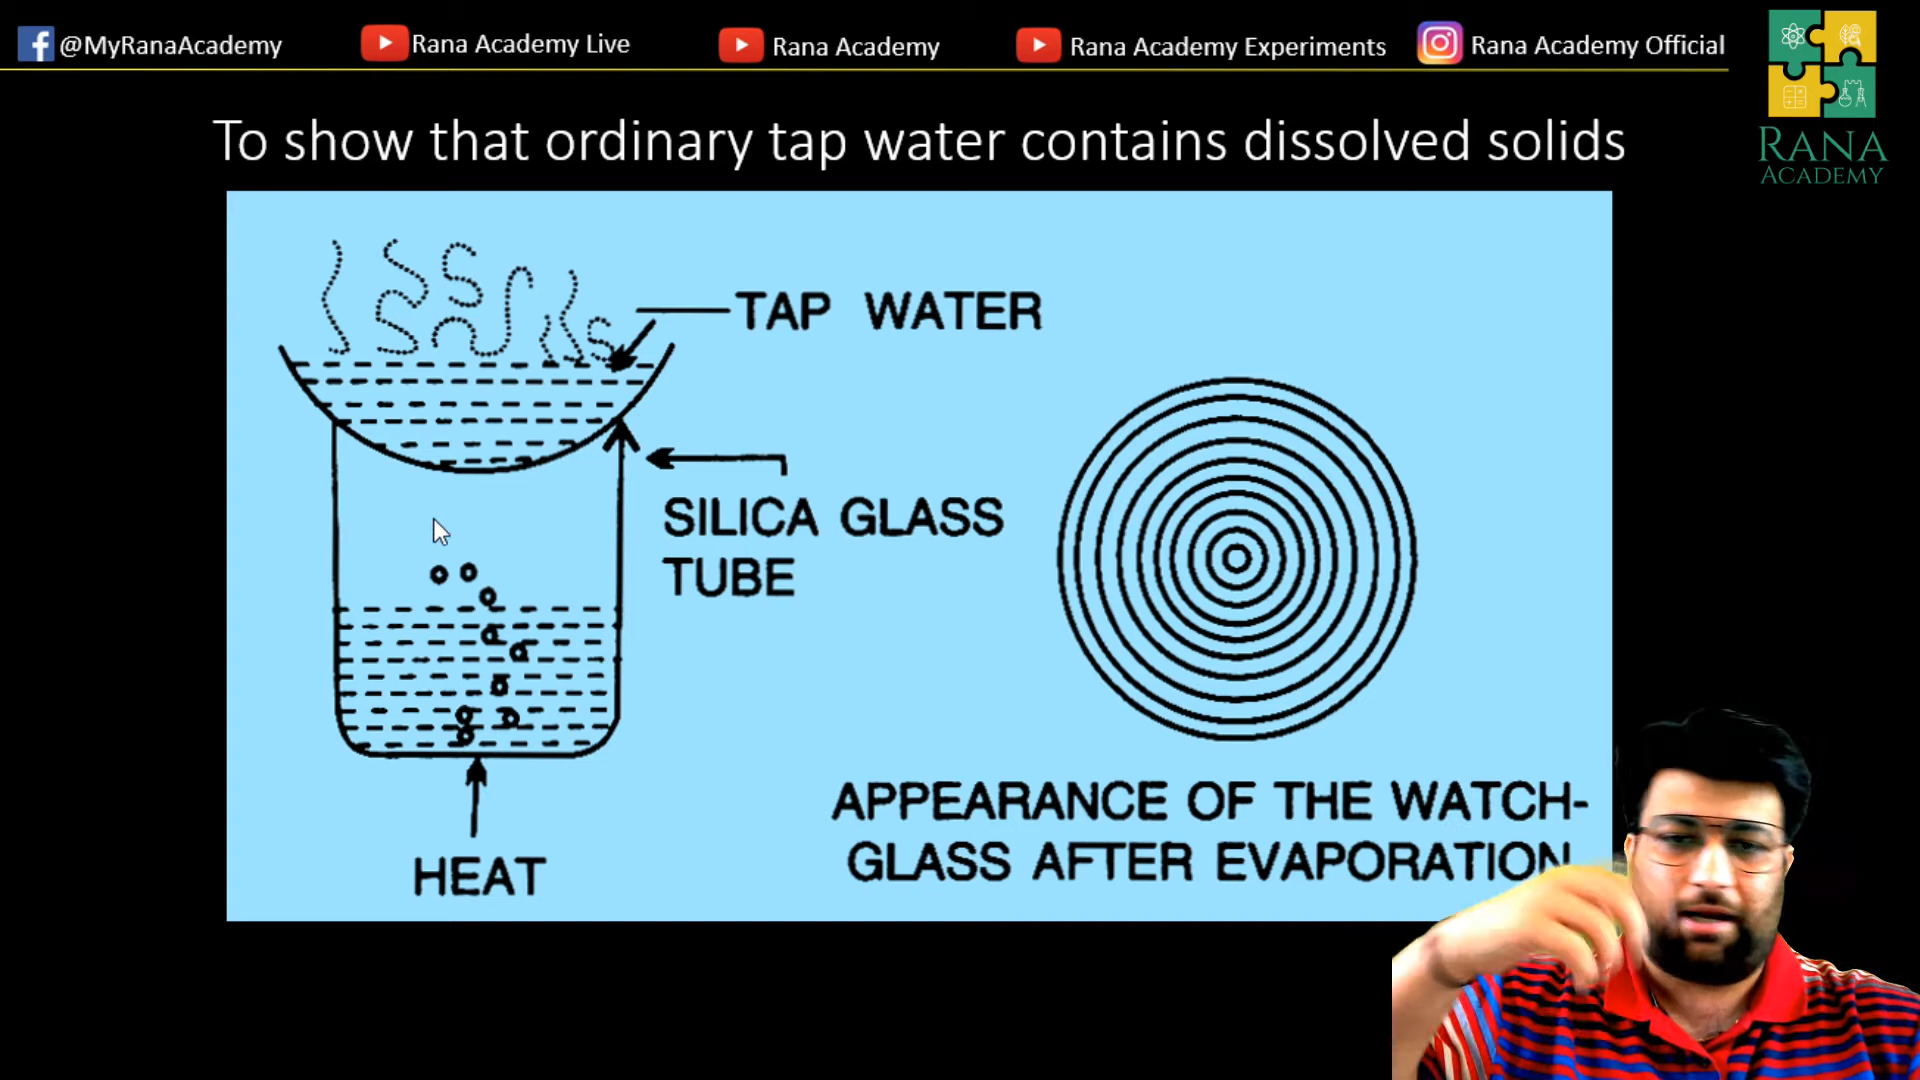 @MyRanaAcademy
Rana Academy Live
Rana Academy
Rana Academy Experiments
Rana Academy Official
RANA
ACADEMY
To show that ordinary tap water contains dissolved solids
TAP WATER
SILICA GLASS
TUBE
HEAT
APPEARANCE OF THE WATCH-
GLASS AFTER EVAPORATION